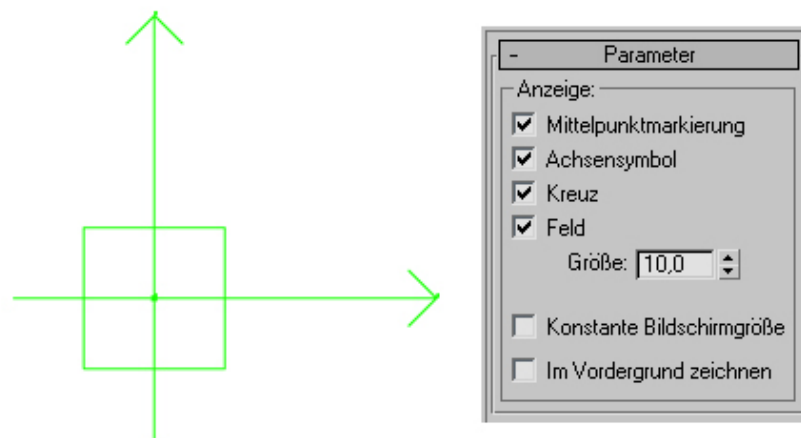 - Parameter
Anzeige:
Mittelpunktmarkierung
Achsensymbol
Kreuz
Feld
Größe: 10,0
Konstante Bildschirmgröße
Im Vordergrund zeichnen